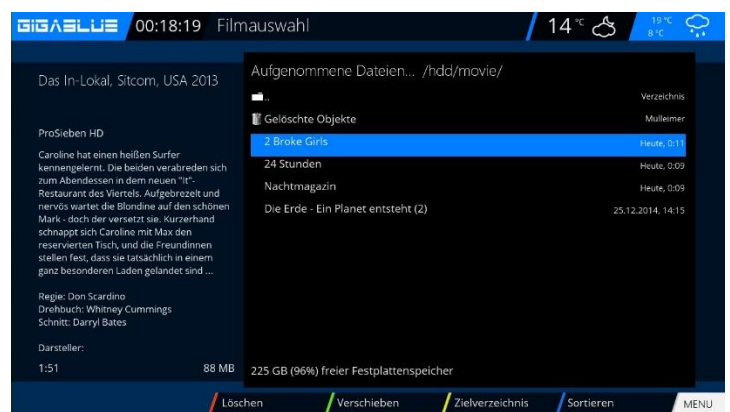 GIGABLUE 00:18:19 Filmauswahl 14 °C 19 °C
8 °C
Das In-Lokal, Sitcom, USA 2013
ProSieben HD
Caroline hat einen heißen Surfer
kennengelernt. Die beiden verabreden sich
zum Abendessen in dem neuen "It"-
Restaurant des Viertels. Aufgebrezelt und
nervös wartet die Blondine auf den schönen
Mark - doch der versetzt sie. Kurzerhand
schnappt sich Caroline mit Max den
reservierten Tisch, und die Freundinnen
stellen fest, dass sie tatsächlich in einem
ganz besonderen Laden gelandet sind ...
Regie: Don Scardino
Drehbuch: Whitney Cummings
Schnitt: Darryl Bates
Darsteller:
1:51 88 MB
Aufgenommene Dateien... /hdd/movie/
.. Verzeichnis
Gelöschte Objekte Mulleimer
2 Broke Girls Heute, 0:11
24 Stunden Heute, 0:09
Nachtmagazin Heute, 0:09
Die Erde - Ein Planet entsteht (2) 25.12.2014, 14:15
225 GB (96%) freier Festplattenspeicher
Löschen Verschieben Zielverzeichnis Sortieren MENU